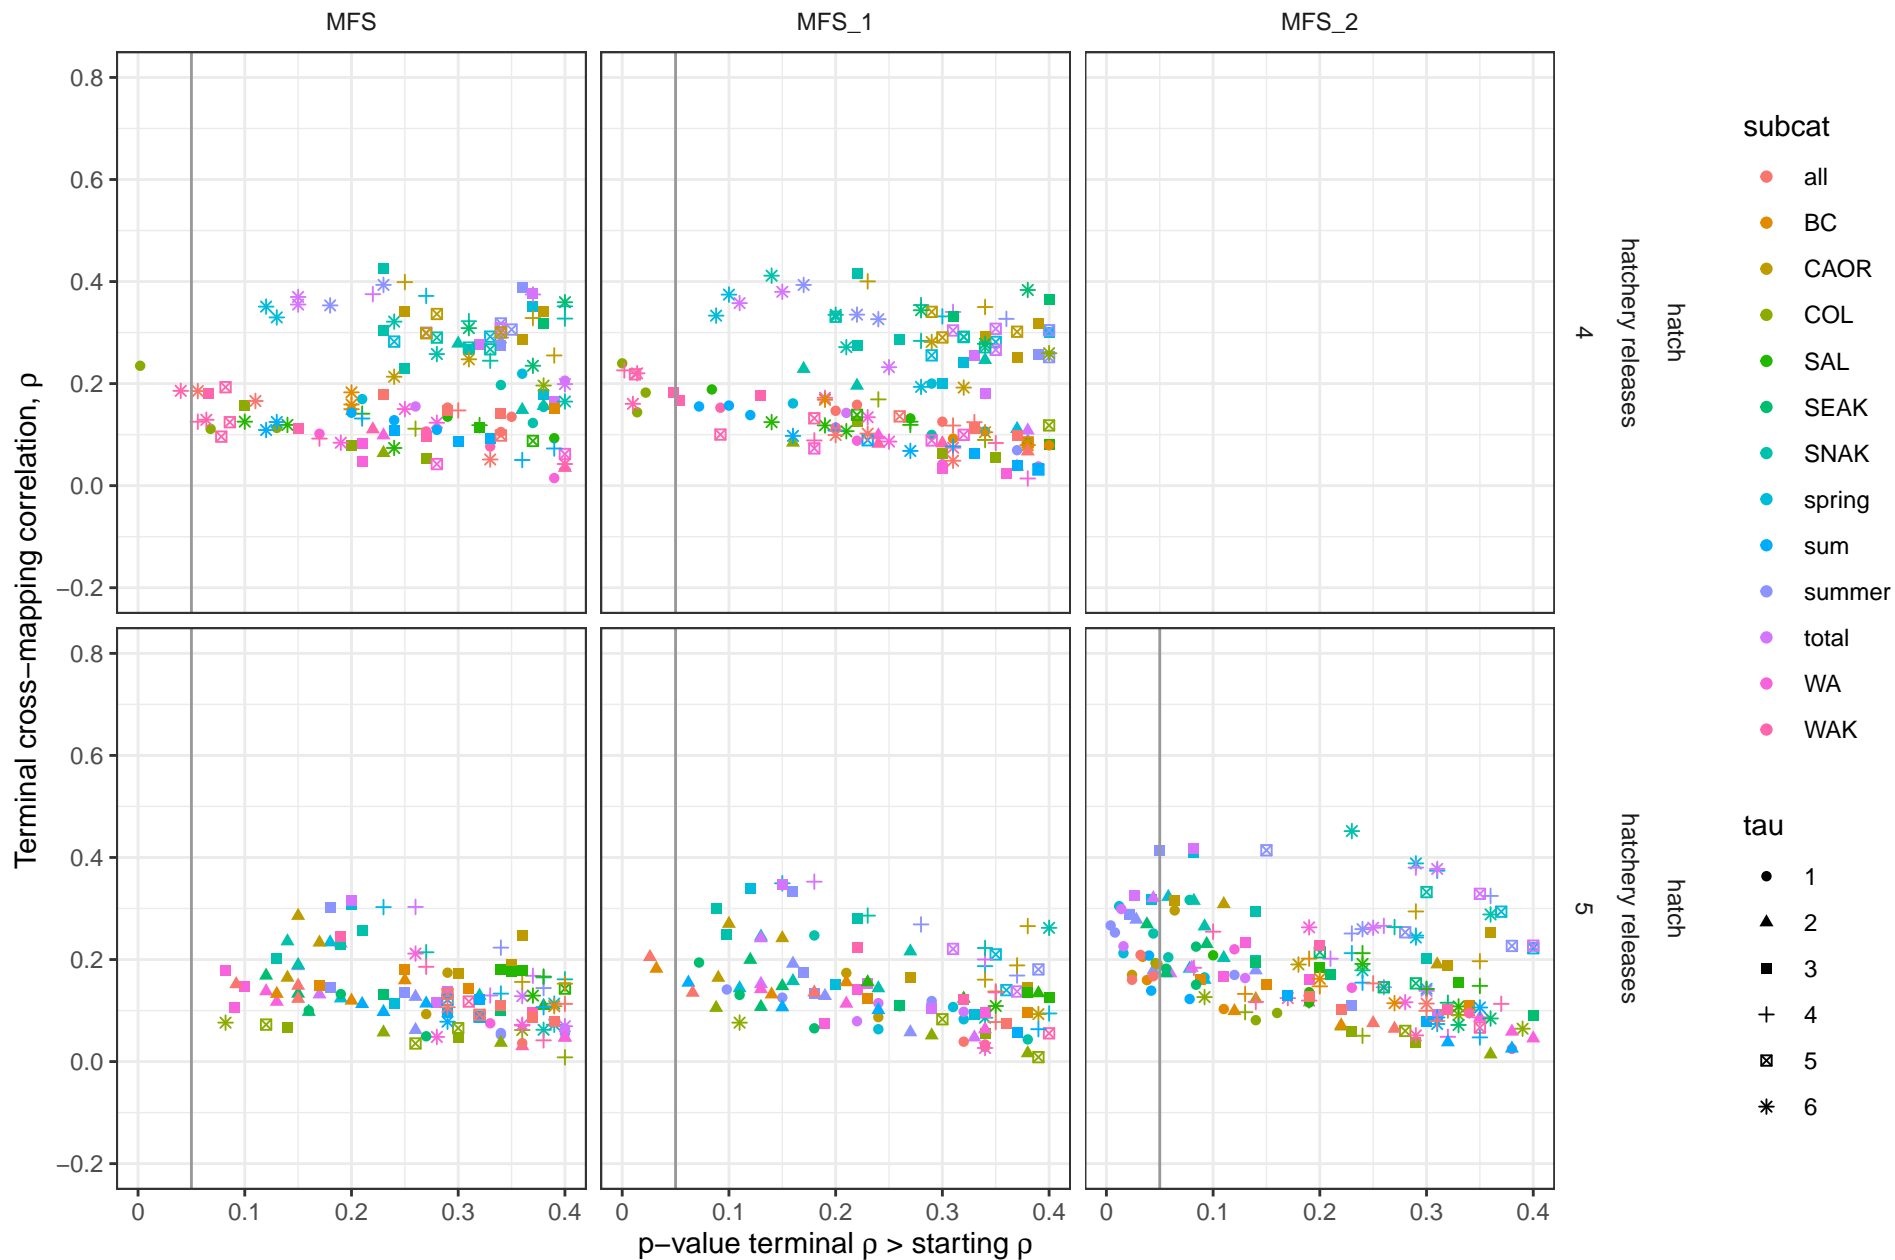 MFS MFS_1 MFS_2
Terminal cross−mapping correlation, ρ
0.8
0.6
0.4
0.2
0.0
−0.2
hatch
hatchery releases
4
0.8
0.6
0.4
0.2
0.0
−0.2
hatch
hatchery releases
5
0 0.1 0.2 0.3 0.4 0 0.1 0.2 0.3 0.4 0 0.1 0.2 0.3 0.4
p−value terminal ρ > starting ρ
subcat
all
BC
CAOR
COL
SAL
SEAK
SNAK
spring
sum
summer
total
WA
WAK
tau
1
2
3
4
5
6